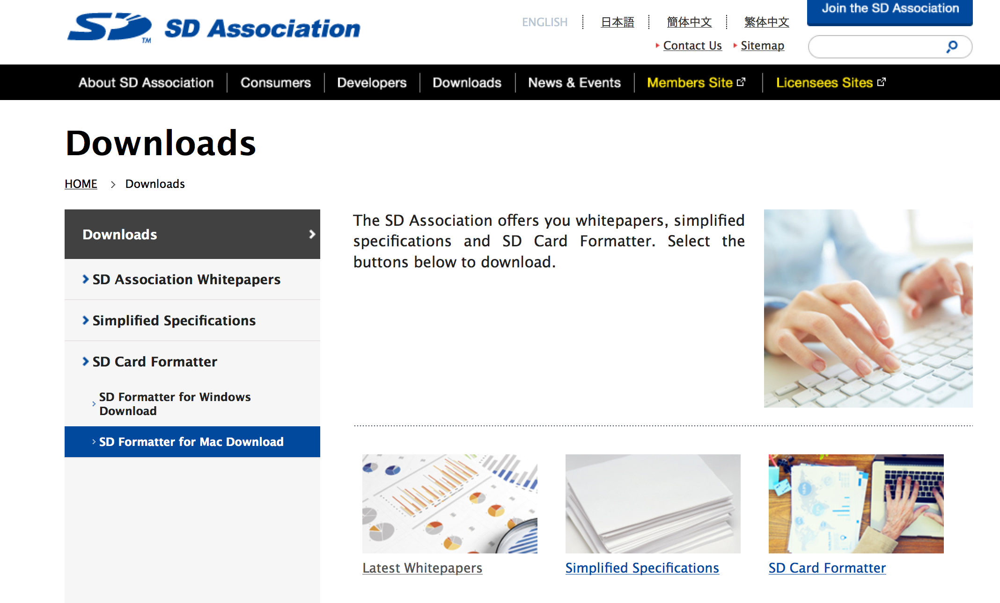 SD
TM
SD Association
ENGLISH
日本語
簡体中文
繁体中文
Join the SD Association
Contact Us
Sitemap
About SD Association
Consumers
Developers
Downloads
News & Events
Members Site
Licensees Sites
Downloads
HOME > Downloads
Downloads
SD Association Whitepapers
Simplified Specifications
SD Card Formatter
SD Formatter for Windows
Download
SD Formatter for Mac Download
The SD Association offers you whitepapers, simplified
specifications and SD Card Formatter. Select the
buttons below to download.
Latest Whitepapers
Simplified Specifications
SD Card Formatter